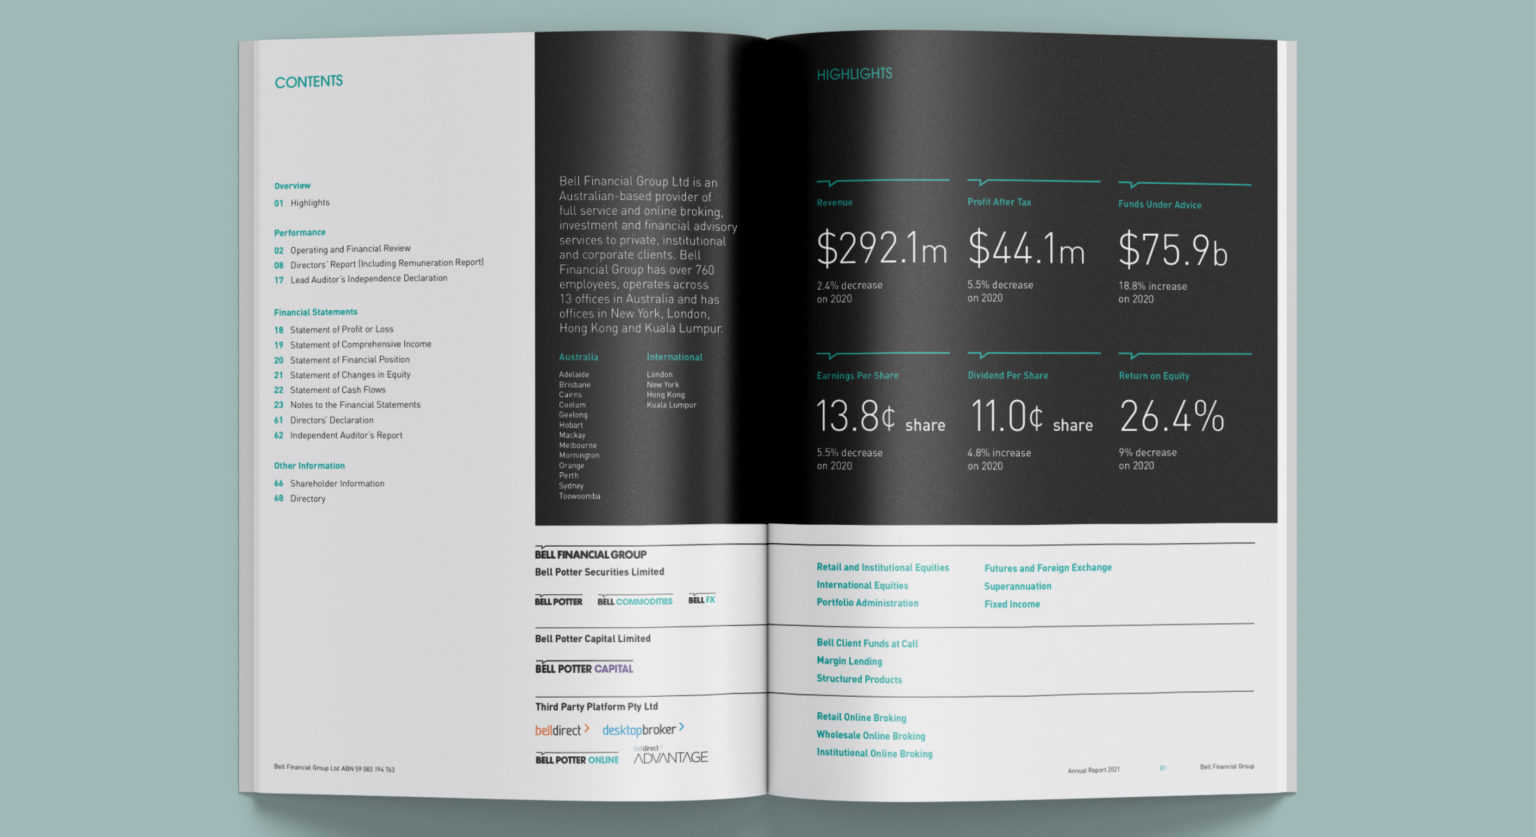 CONTENTS
Overview
01 Highlights
Performance
02 Operating and Financial Review
08 Directors' Report (Including Remuneration Report)
17 Lead Auditor's Independence Declaration
Financial Statements
18 Statement of Profit or Loss
19 Statement of Comprehensive Income
20 Statement of Financial Position
21 Statement of Changes in Equity
22 Statement of Cash Flows
23 Notes to the Financial Statements
61 Directors' Declaration
62 Independent Auditor's Report
Other Information
66 Shareholder Information
68 Directory
Bell Financial Group Ltd ABN 59 083 194 763
Bell Financial Group Ltd is an
Australian-based provider of
full service and online broking,
investment and financial advisory
services to private, institutional
and corporate clients. Bell
Financial Group has over 760
employees, operates across
13 offices in Australia and has
offices in New York, London,
Hong Kong and Kuala Lumpur.
Australia
Adelaide
Brisbane
Cairns
Coolum
Geelong
Hobart
Mackay
Melbourne
Mornington
Orange
Perth
Sydney
Toowoomba
International
London
New York
Hong Kong
Kuala Lumpur
BELL FINANCIAL GROUP
Bell Potter Securities Limited
BELL POTTER BELL COMMODITIES BELL FX
Bell Potter Capital Limited
BELL POTTER CAPITAL
Third Party Platform Pty Ltd
belldirect desktopbroker
BELL POTTER ONLINE
belldirect
ADVANTAGE
HIGHLIGHTS
Revenue
$292.1m
2.4% decrease
on 2020
Profit After Tax
$44.1m
5.5% decrease
on 2020
Funds Under Advice
$75.9b
18.8% increase
on 2020
Earnings Per Share
13.8¢ share
5.5% decrease
on 2020
Dividend Per Share
11.0¢ share
4.8% increase
on 2020
Return on Equity
26.4%
9% decrease
on 2020
Retail and Institutional Equities
International Equities
Portfolio Administration
Futures and Foreign Exchange
Superannuation
Fixed Income
Bell Client Funds at Call
Margin Lending
Structured Products
Retail Online Broking
Wholesale Online Broking
Institutional Online Broking
Annual Report 2021 01 Bell Financial Group